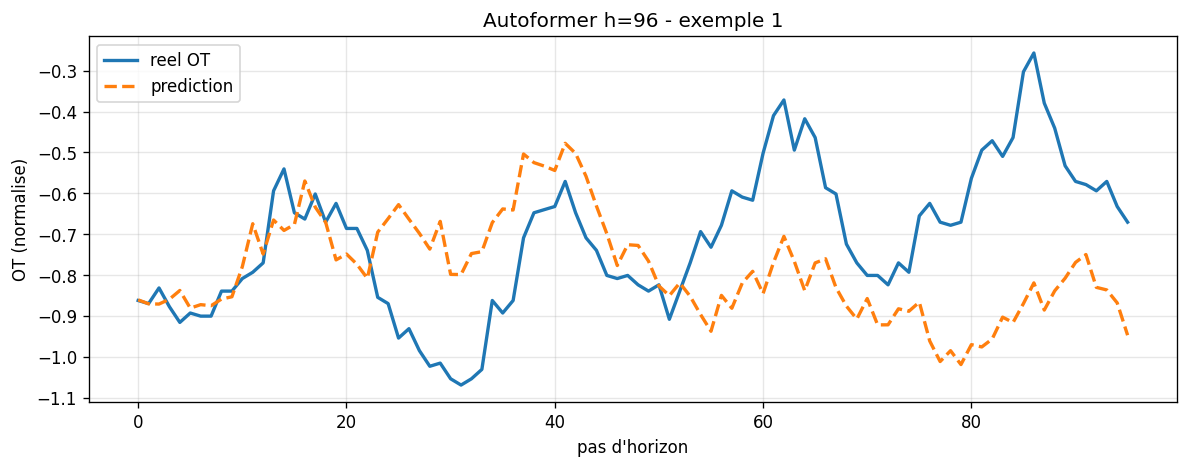 Autoformer h=96 - exemple 1
reel OT
prediction
OT (normalise)
−0.3
−0.4
−0.5
−0.6
−0.7
−0.8
−0.9
−1.0
−1.1
0 20 40 60 80
pas d'horizon